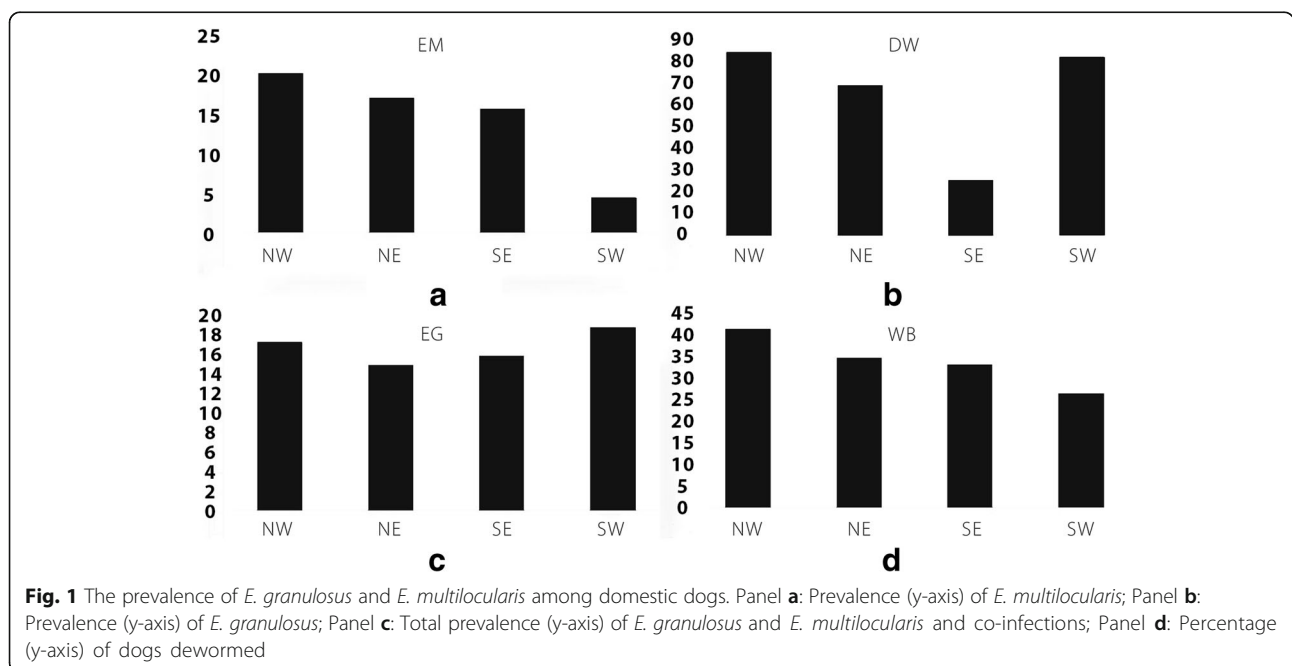 25
20
15
10
5
0
EM
NW NE SE SW
a
90
80
70
60
50
40
30
20
10
0
DW
NW NE SE SW
b
20
18
16
14
12
10
8
6
4
2
0
EG
NW NE SE SW
c
45
40
35
30
25
20
15
10
5
0
WB
NW NE SE SW
d
Fig. 1 The prevalence of E. granulosus and E. multilocularis among domestic dogs. Panel a: Prevalence (y-axis) of E. multilocularis; Panel b:
Prevalence (y-axis) of E. granulosus; Panel c: Total prevalence (y-axis) of E. granulosus and E. multilocularis and co-infections; Panel d: Percentage
(y-axis) of dogs dewormed